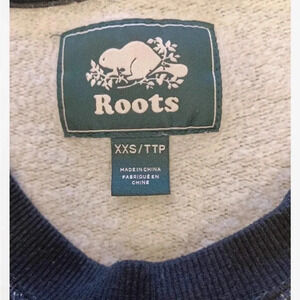 Roots
XXS/TTP
MADE IN CHINA
FABRIQUÉ EN
CHINE